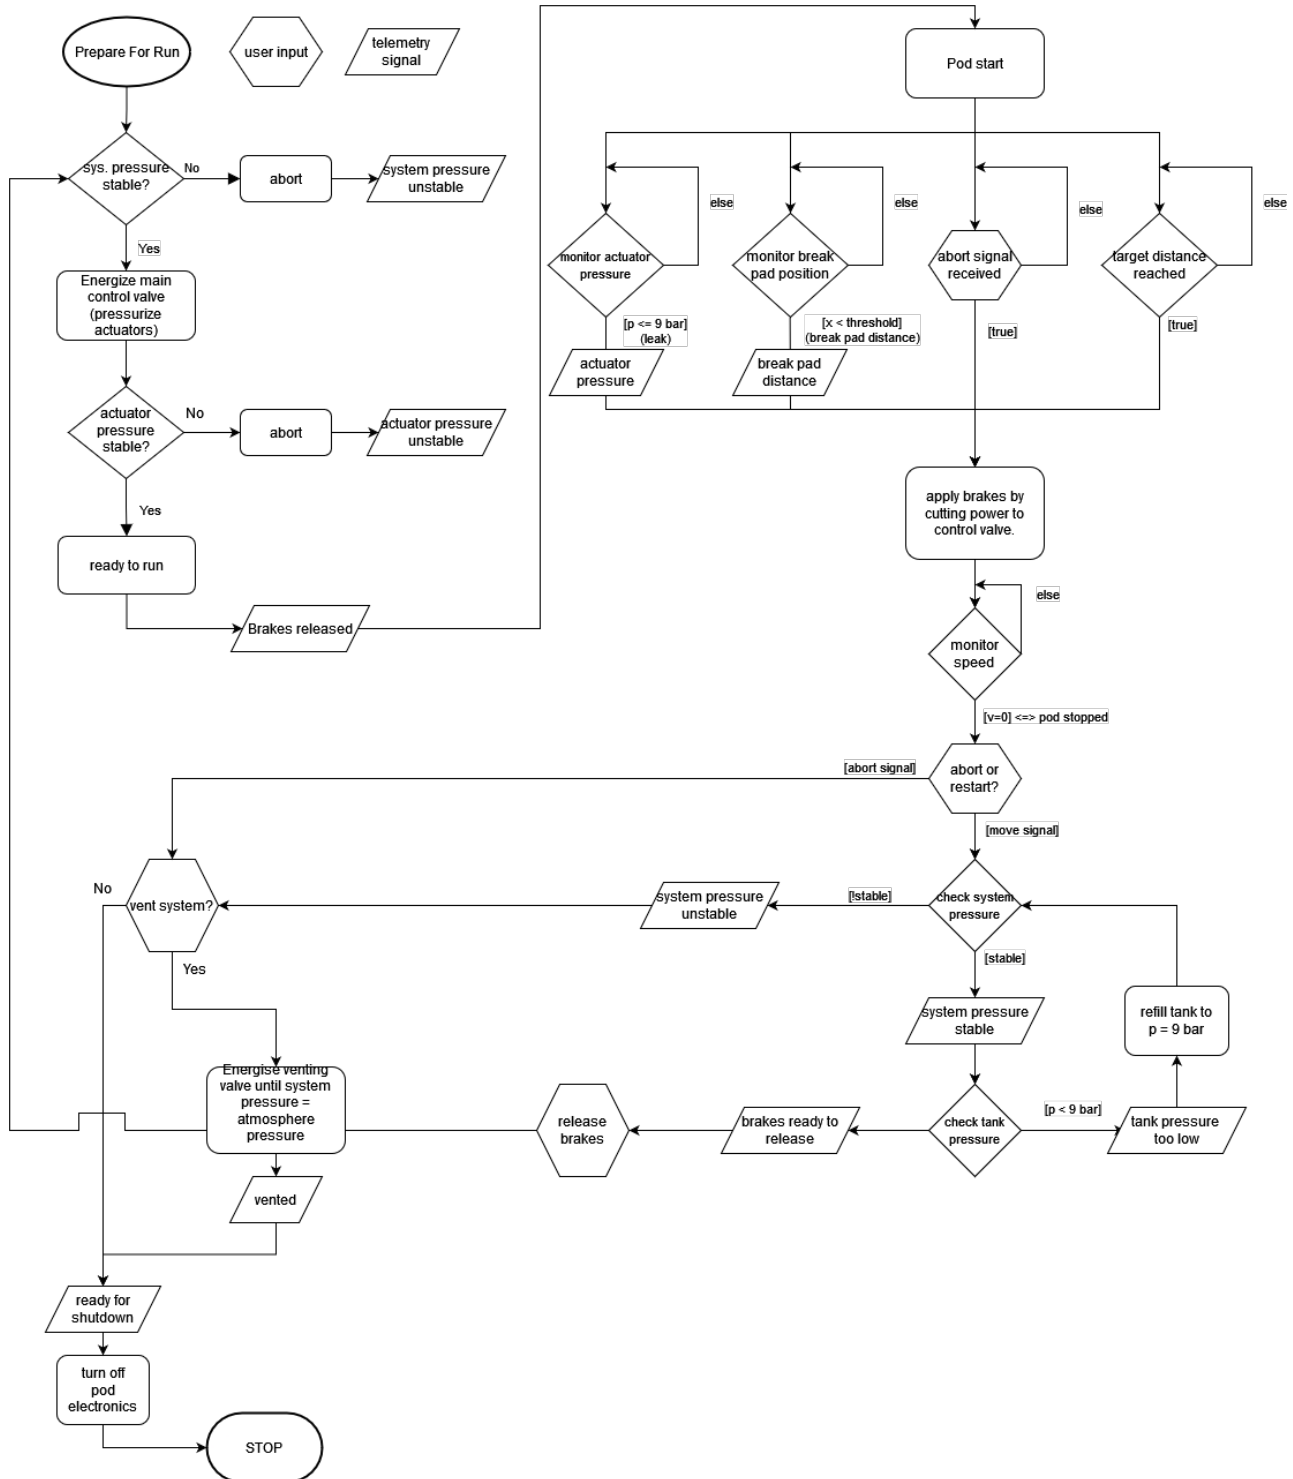 Prepare For Run
user input
telemetry
signal
sys. pressure
stable?
No
abort
system pressure
unstable
Yes
Energize main
control valve
(pressurize
actuators)
actuator
pressure
stable?
No
abort
actuator pressure
unstable
Yes
ready to run
Brakes released
Pod start
else
else
else
else
monitor actuator
pressure
monitor break
pad position
abort signal
received
target distance
reached
[p <= 9 bar]
(leak)
[x < threshold]
(break pad distance)
[true]
[true]
actuator
pressure
break pad
distance
apply brakes by
cutting power to
control valve.
else
monitor
speed
[v=0] <=> pod stopped
abort or
restart?
[abort signal]
[move signal]
No
vent system?
Yes
system pressure
unstable
[!stable]
check system
pressure
[stable]
system pressure
stable
refill tank to
p = 9 bar
Energise venting
valve until system
pressure =
atmosphere
pressure
release
brakes
brakes ready to
release
check tank
pressure
[p < 9 bar]
tank pressure
too low
vented
ready for
shutdown
turn off
pod
electronics
STOP